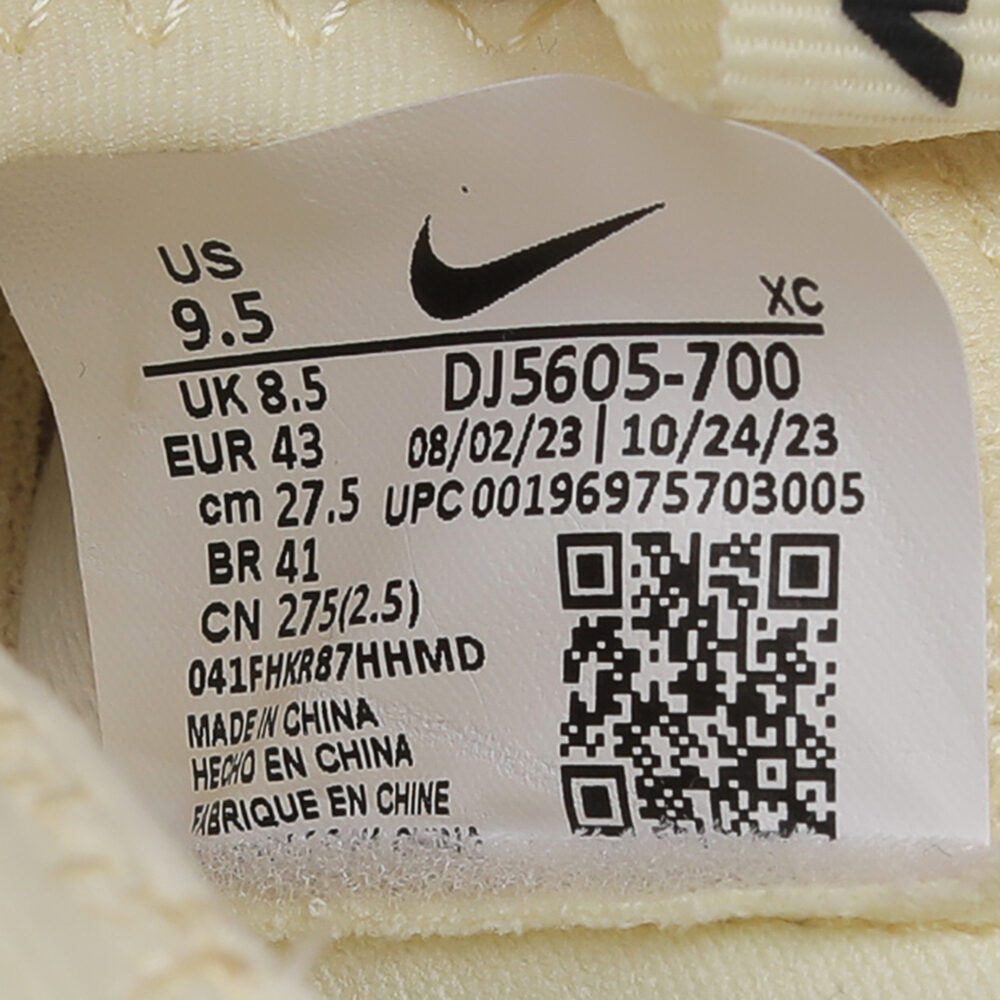 US
9.5
XC
UK 8.5
DJ5605-700
EUR 43
08/02/23 | 10/24/23
cm 27.5
UPC 00196975703005
BR 41
CN 275(2.5)
041FHKR87HHMD
MADE IN CHINA
HECHO EN CHINA
FABRIQUE EN CHINE
CHINA